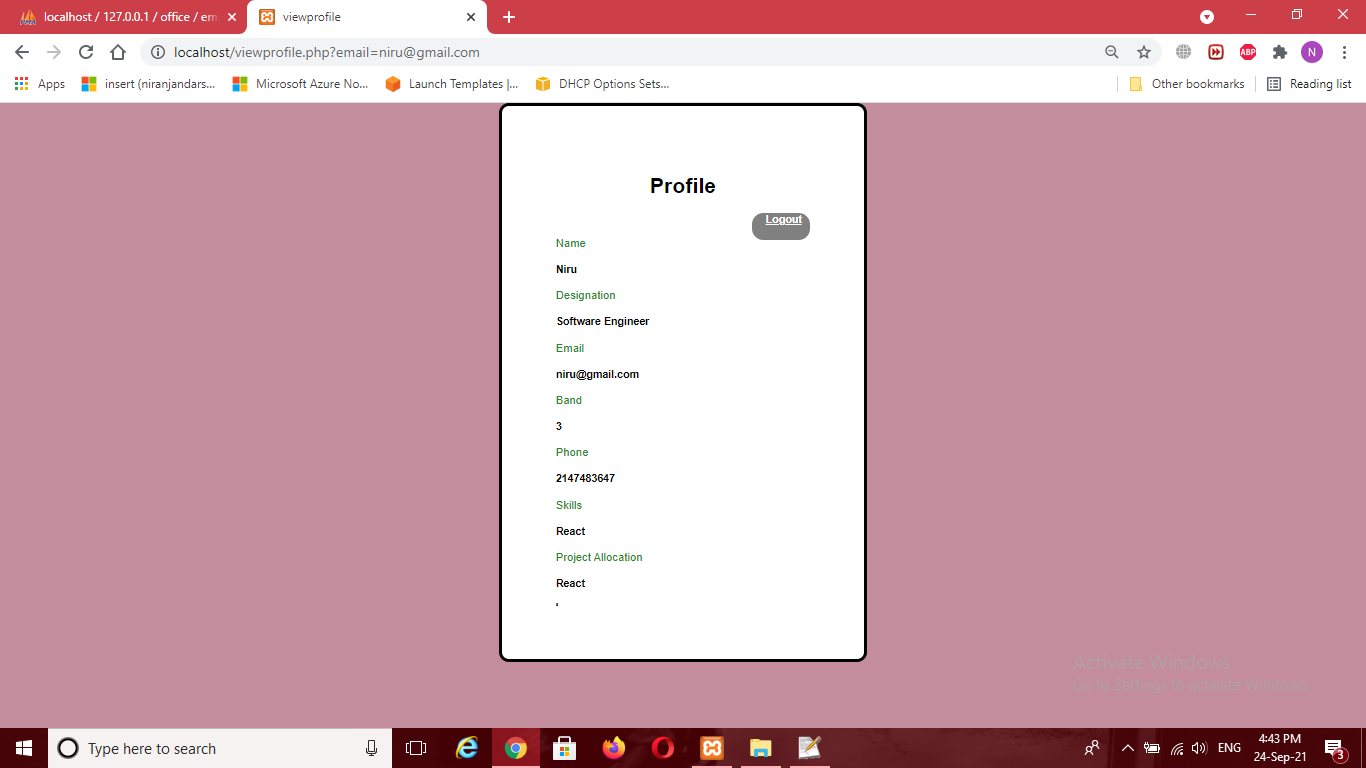 localhost / 127.0.0.1 / office / em
viewprofile
localhost/viewprofile.php?email=niru@gmail.com
ABP
N
Apps
insert (niranjandars...
Microsoft Azure No...
Launch Templates |...
DHCP Options Sets...
Other bookmarks
Reading list
Profile
Logout
Name
Niru
Designation
Software Engineer
Email
niru@gmail.com
Band
3
Phone
2147483647
Skills
React
Project Allocation
React
'
Activate Windows
Go to Settings to activate Windows.
Type here to search
ENG
4:43 PM
24-Sep-21
3